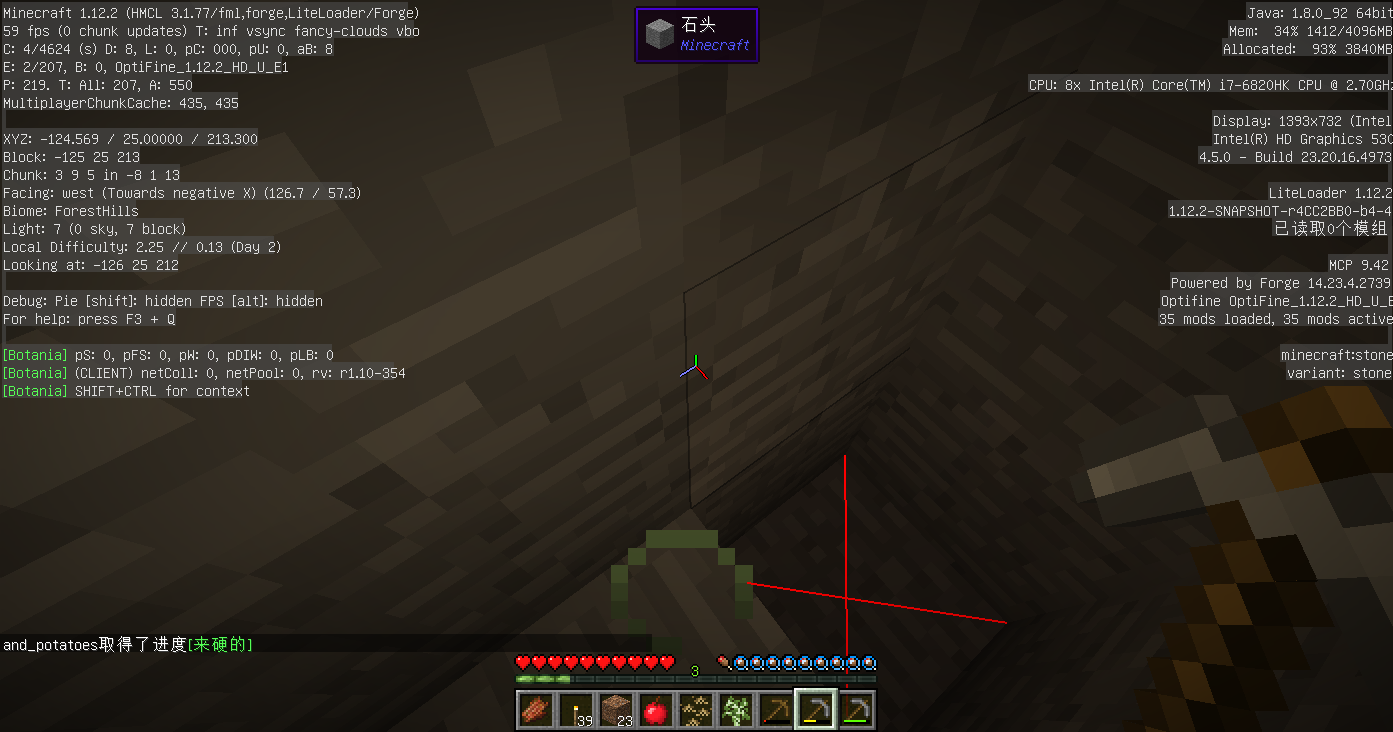 Minecraft 1.12.2 (HMCL 3.1.77/fml,forge,LiteLoader/Forge)
59 fps (0 chunk updates) T: inf vsync fancy-clouds vbo
C: 4/4624 (s) D: 8, L: 0, pC: 000, pU: 0, aB: 8
E: 2/207, B: 0, OptiFine_1.12.2_HD_U_E1
P: 219. T: All: 207, A: 550
MultiplayerChunkCache: 435, 435
XYZ: -124.569 / 25.00000 / 213.300
Block: -125 25 213
Chunk: 3 9 5 in -8 1 13
Facing: west (Towards negative X) (126.7 / 57.3)
Biome: ForestHills
Light: 7 (0 sky, 7 block)
Local Difficulty: 2.25 // 0.13 (Day 2)
Looking at: -126 25 212
Debug: Pie [shift]: hidden FPS [alt]: hidden
For help: press F3 + Q
[Botania] pS: 0, pFS: 0, pW: 0, pDIW: 0, pLB: 0
[Botania] (CLIENT) netColl: 0, netPool: 0, rv: r1.10-354
[Botania] SHIFT+CTRL for context
石头
Minecraft
Java: 1.8.0_92 64bit
Mem: 34% 1412/4096MB
Allocated: 93% 3840MB
CPU: 8x Intel(R) Core(TM) i7-6820HK CPU @ 2.70GHz
Display: 1393x732 (Intel
Intel(R) HD Graphics 530
4.5.0 - Build 23.20.16.4973
LiteLoader 1.12.2
1.12.2-SNAPSHOT-r4CC2BB0-b4-4
已读取0个模组
MCP 9.42
Powered by Forge 14.23.4.2739
Optifine OptiFine_1.12.2_HD_U_E
35 mods loaded, 35 mods active
minecraft:stone
variant: stone
and_potatoes取得了进度[来硬的]
3
39
23